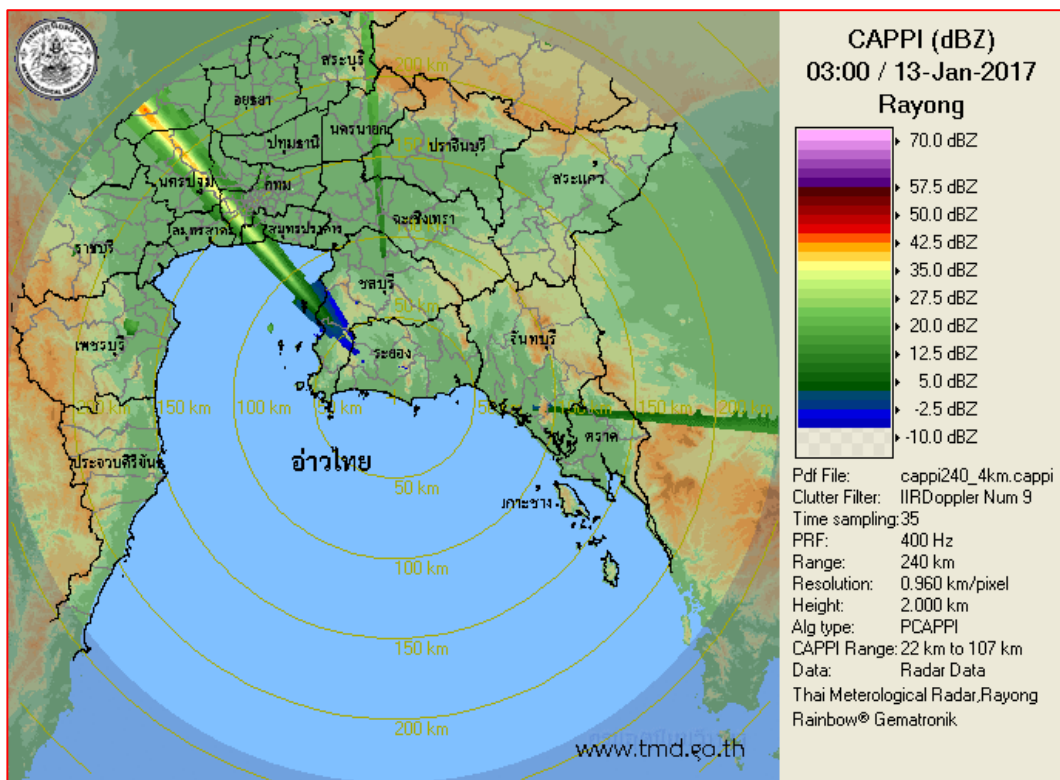 CAPPI (dBZ)
03:00 / 13-Jan-2017
Rayong
70.0 dBZ
57.5 dBZ
50.0 dBZ
42.5 dBZ
35.0 dBZ
27.5 dBZ
20.0 dBZ
12.5 dBZ
5.0 dBZ
-2.5 dBZ
-10.0 dBZ
Pdf File: cappi240_4km.cappi
Clutter Filter: IIRDoppler Num 9
Time sampling:35
PRF: 400 Hz
Range: 240 km
Resolution: 0.960 km/pixel
Height: 2.000 km
Alg type: PCAPPI
CAPPI Range: 22 km to 107 km
Data: Radar Data
Thai Meterological Radar,Rayong
Rainbow® Gematronik
สระบุรี
200 km
อยุธยา
นครนายก
ปทุมธานี
ปราจีนบุรี
150 km
สระแก้ว
นครปฐม
กทม
ฉะเชิงเทรา
สมุทรปราการ
ราชบุรี
ชลบุรี
50 km
เพชรบุรี
ระยอง
จันทบุรี
200 km
150 km
100 km
50 km
150 km
200 km
ตราด
ประจวบคีรีขันธ์
อ่าวไทย
50 km
เกาะช้าง
100 km
150 km
200 km
www.tmd.go.th